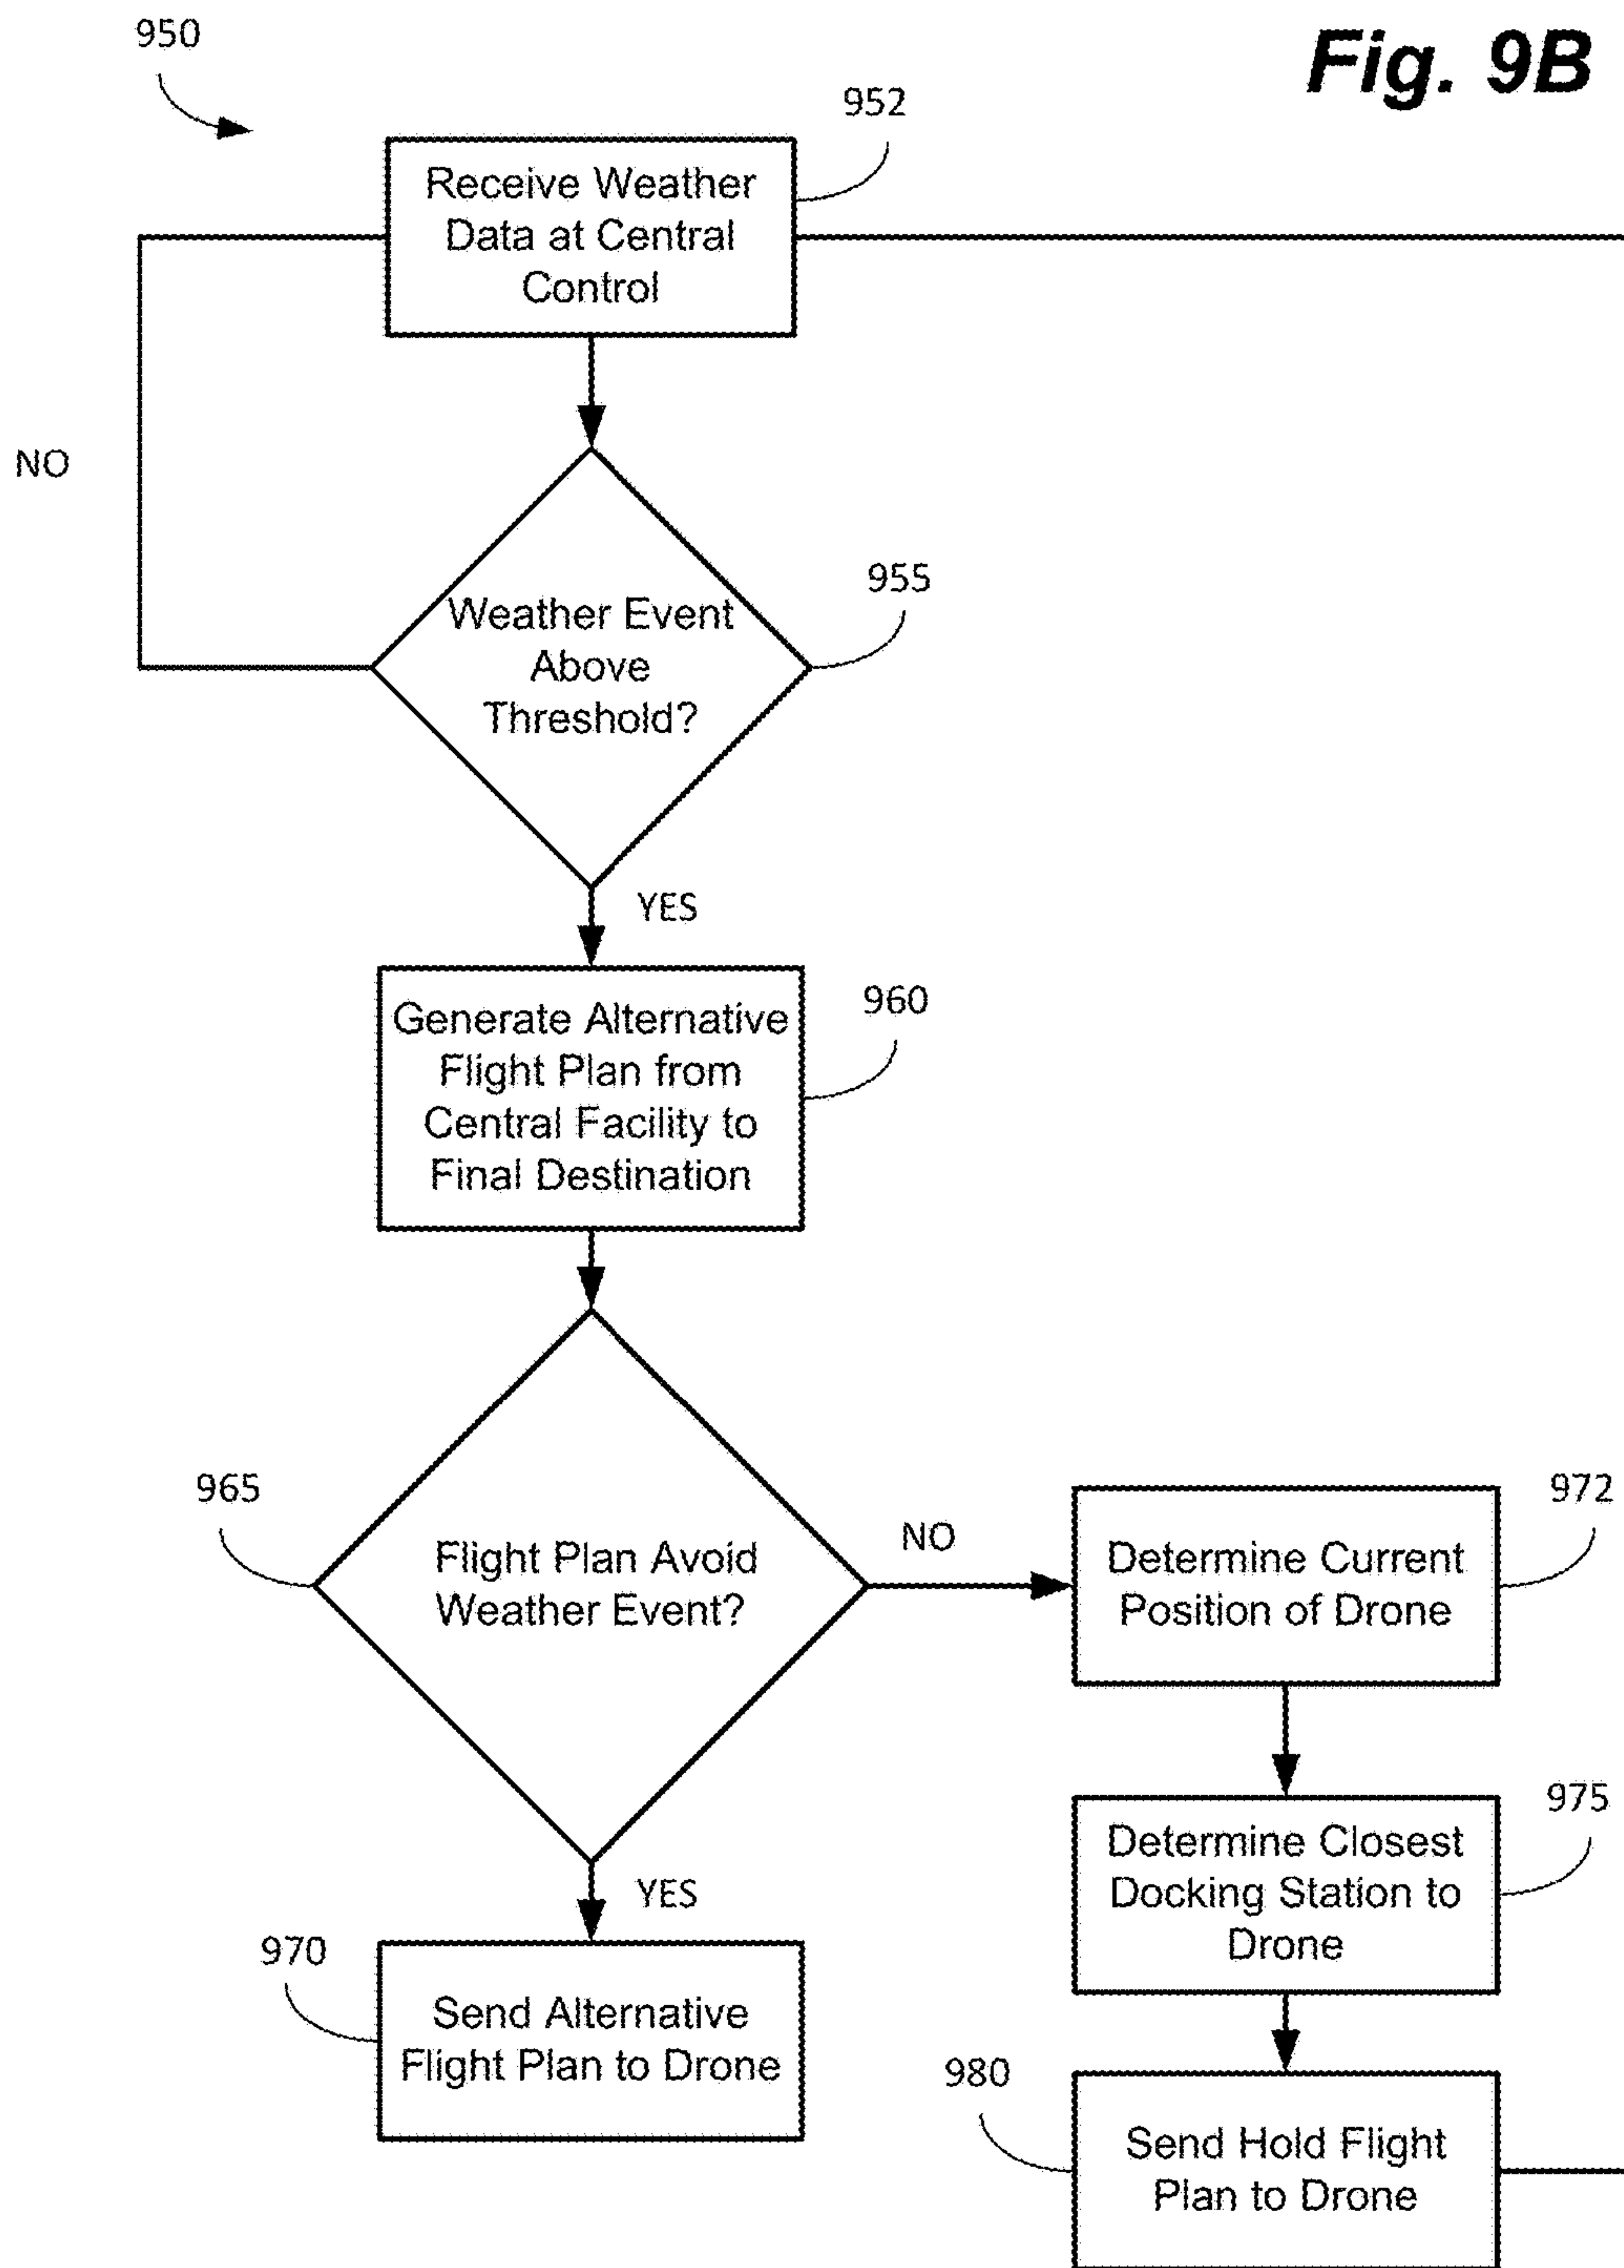 950
Fig. 9B
952
Receive Weather
Data at Central
Control
NO
955
Weather Event
Above
Threshold?
YES
960
Generate Alternative
Flight Plan from
Central Facility to
Final Destination
965
Flight Plan Avoid
Weather Event?
NO
972
Determine Current
Position of Drone
975
Determine Closest
Docking Station to
Drone
YES
970
Send Alternative
Flight Plan to Drone
980
Send Hold Flight
Plan to Drone